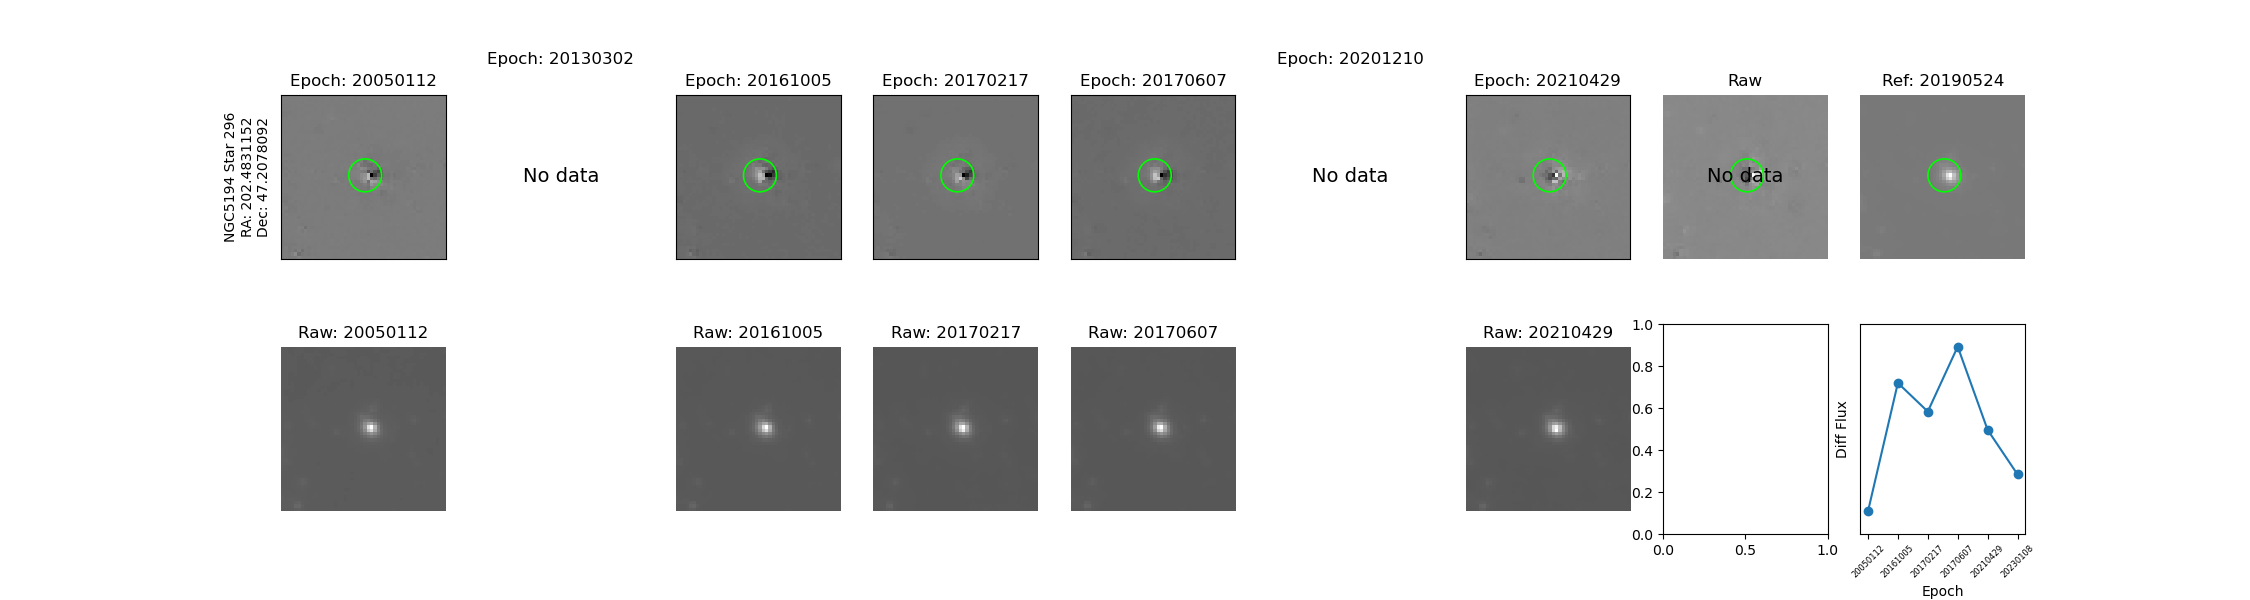 Epoch: 20130302
Epoch: 20201210
Epoch: 20050112
Epoch: 20161005
Epoch: 20170217
Epoch: 20170607
Epoch: 20210429
Raw
Ref: 20190524
NGC5194 Star 296
RA: 202.4831152
Dec: 47.2078092
No data
No data
No data
Raw: 20050112
Raw: 20161005
Raw: 20170217
Raw: 20170607
Raw: 20210429
1.0
0.8
0.6
0.4
0.2
0.0
0.0
0.5
1.0
Diff Flux
20050112
20161005
20170217
20170607
20210429
20230108
Epoch